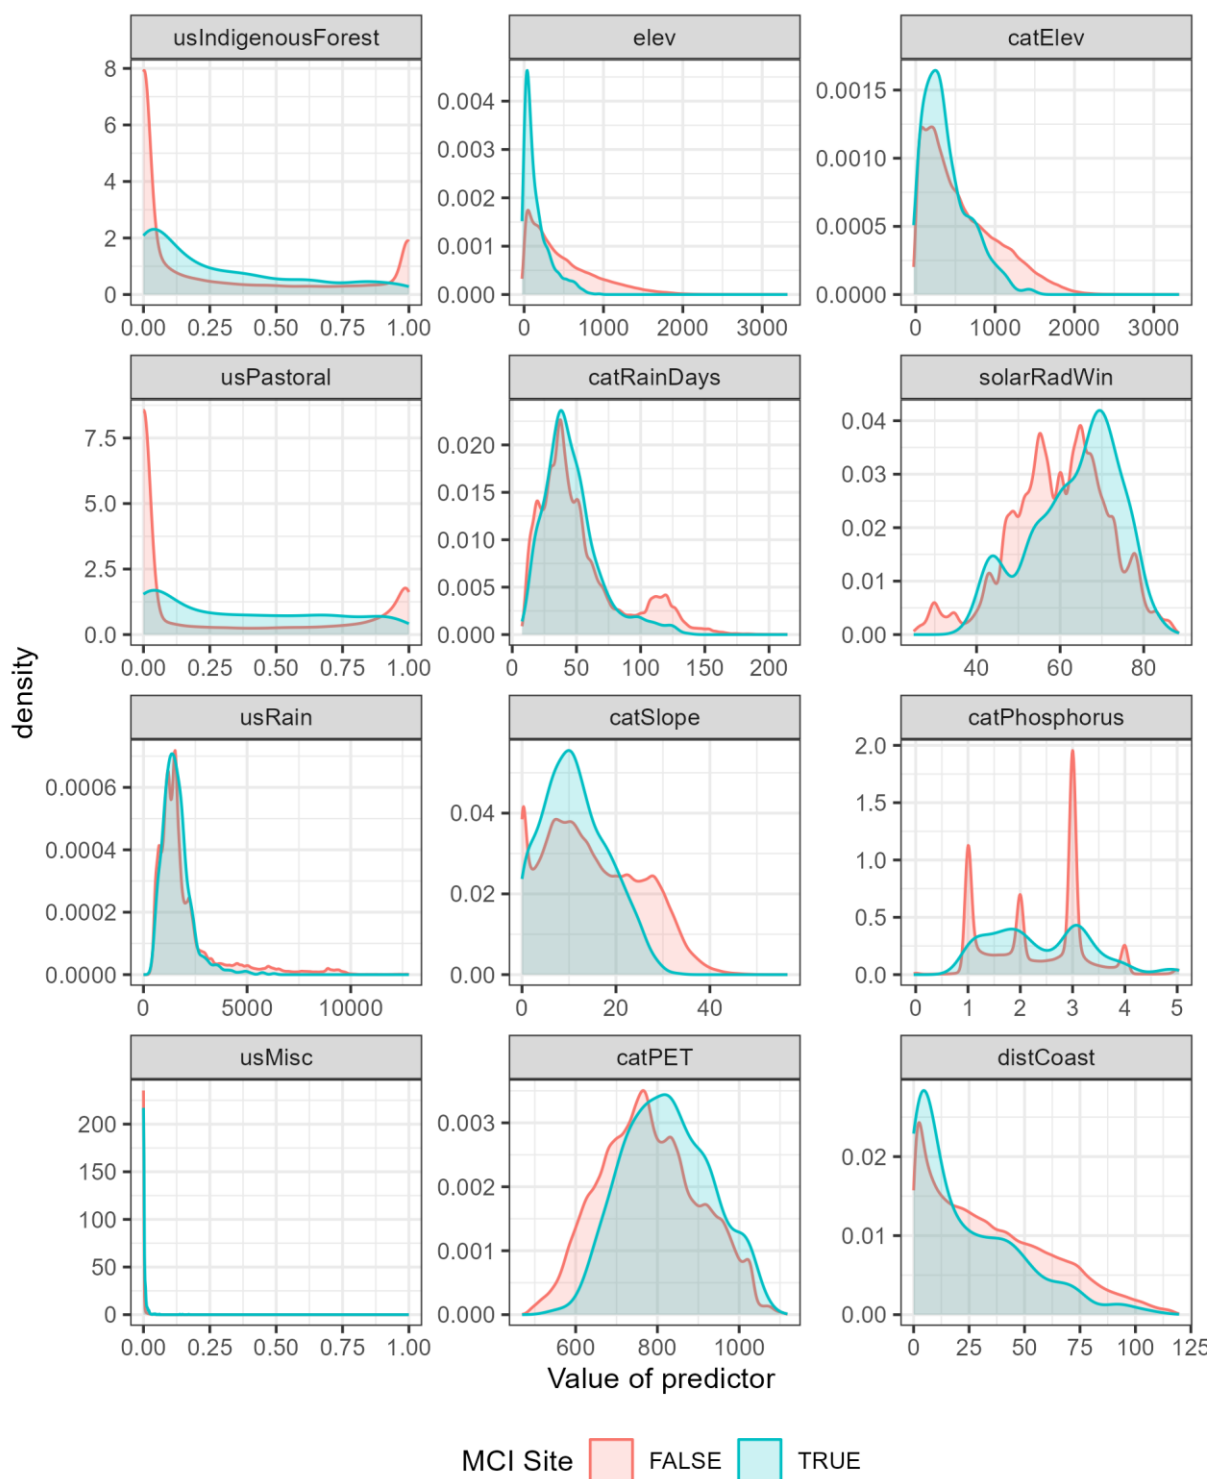 usIndigenousForest elev catElev
8 0.004 0.0015
6 0.003 0.0010
4 0.002 0.0005
2 0.001 0.0000
0 0.000
0.00 0.25 0.50 0.75 1.00 0 1000 2000 3000 0 1000 2000 3000
usPastoral catRainDays solarRadWin
7.5 0.020 0.04
5.0 0.015 0.03
2.5 0.010 0.02
0.0 0.005 0.01
0.000 0.00
0.00 0.25 0.50 0.75 1.00 0 50 100 150 200 40 60 80
density
usRain catSlope catPhosphorus
0.0006 0.04 2.0
0.0004 0.02 1.5
0.0002 0.00 1.0
0.0000 0.5
0.0
0 5000 10000 0 20 40 0 1 2 3 4 5
usMisc catPET distCoast
200 0.003 0.02
150 0.002 0.01
100 0.001 0.00
50 0.000
0
0.00 0.25 0.50 0.75 1.00 600 800 1000 0 25 50 75 100 125
Value of predictor
MCI Site FALSE TRUE